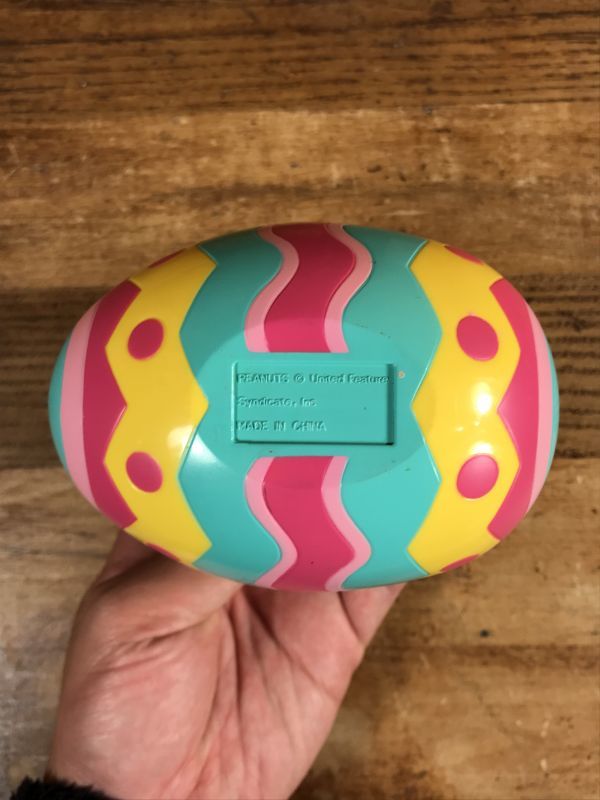 PEANUTS © United Feature
Syndicate, Inc
MADE IN CHINA